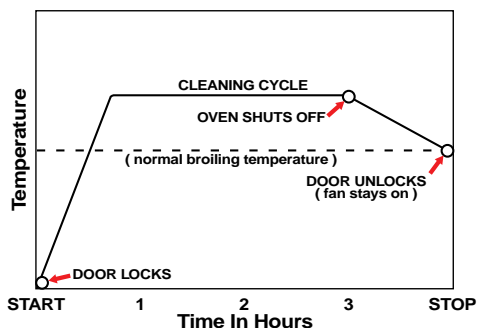 Temperature
CLEANING CYCLE
OVEN SHUTS OFF
( normal broiling temperature )
DOOR UNLOCKS
( fan stays on )
DOOR LOCKS
START 1 2 3 STOP
Time In Hours